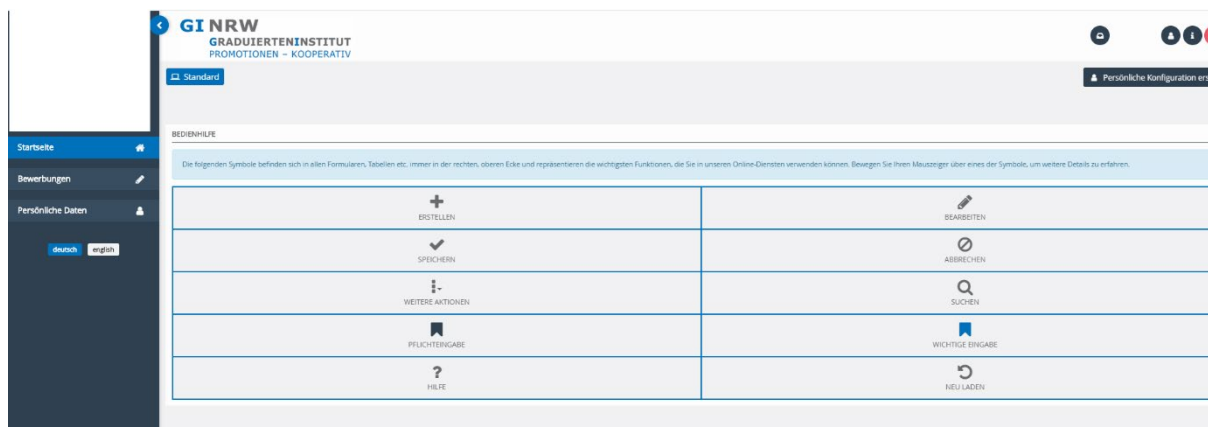 GI NRW
GRADUIERTENINSTITUT
PROMOTIONEN – KOOPERATIV
Standard
Persönliche Konfiguration ers
BEDIENHILFE
Die folgenden Symbole befinden sich in allen Formularen, Tabellen etc. immer in der rechten, oberen Ecke und repräsentieren die wichtigsten Funktionen, die Sie in unseren Online-Diensten verwenden können. Bewegen Sie Ihren Mauszeiger über eines der Symbole, um weitere Details zu erfahren.
Startseite
Bewerbungen
Persönliche Daten
deutsch english
ERSTELLEN
BEARBEITEN
SPEICHERN
ABBRECHEN
WEITERE AKTIONEN
SUCHEN
PFLICHTEINGABE
WICHTIGE EINGABE
HILFE
NEU LADEN